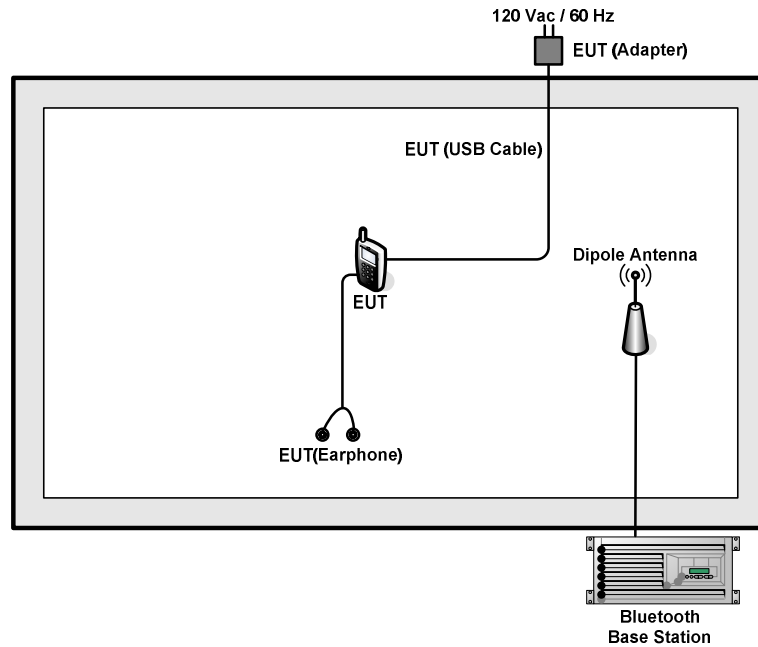 120 Vac / 60 Hz
EUT (Adapter)
EUT (USB Cable)
Dipole Antenna
EUT
EUT(Earphone)
Bluetooth
Base Station